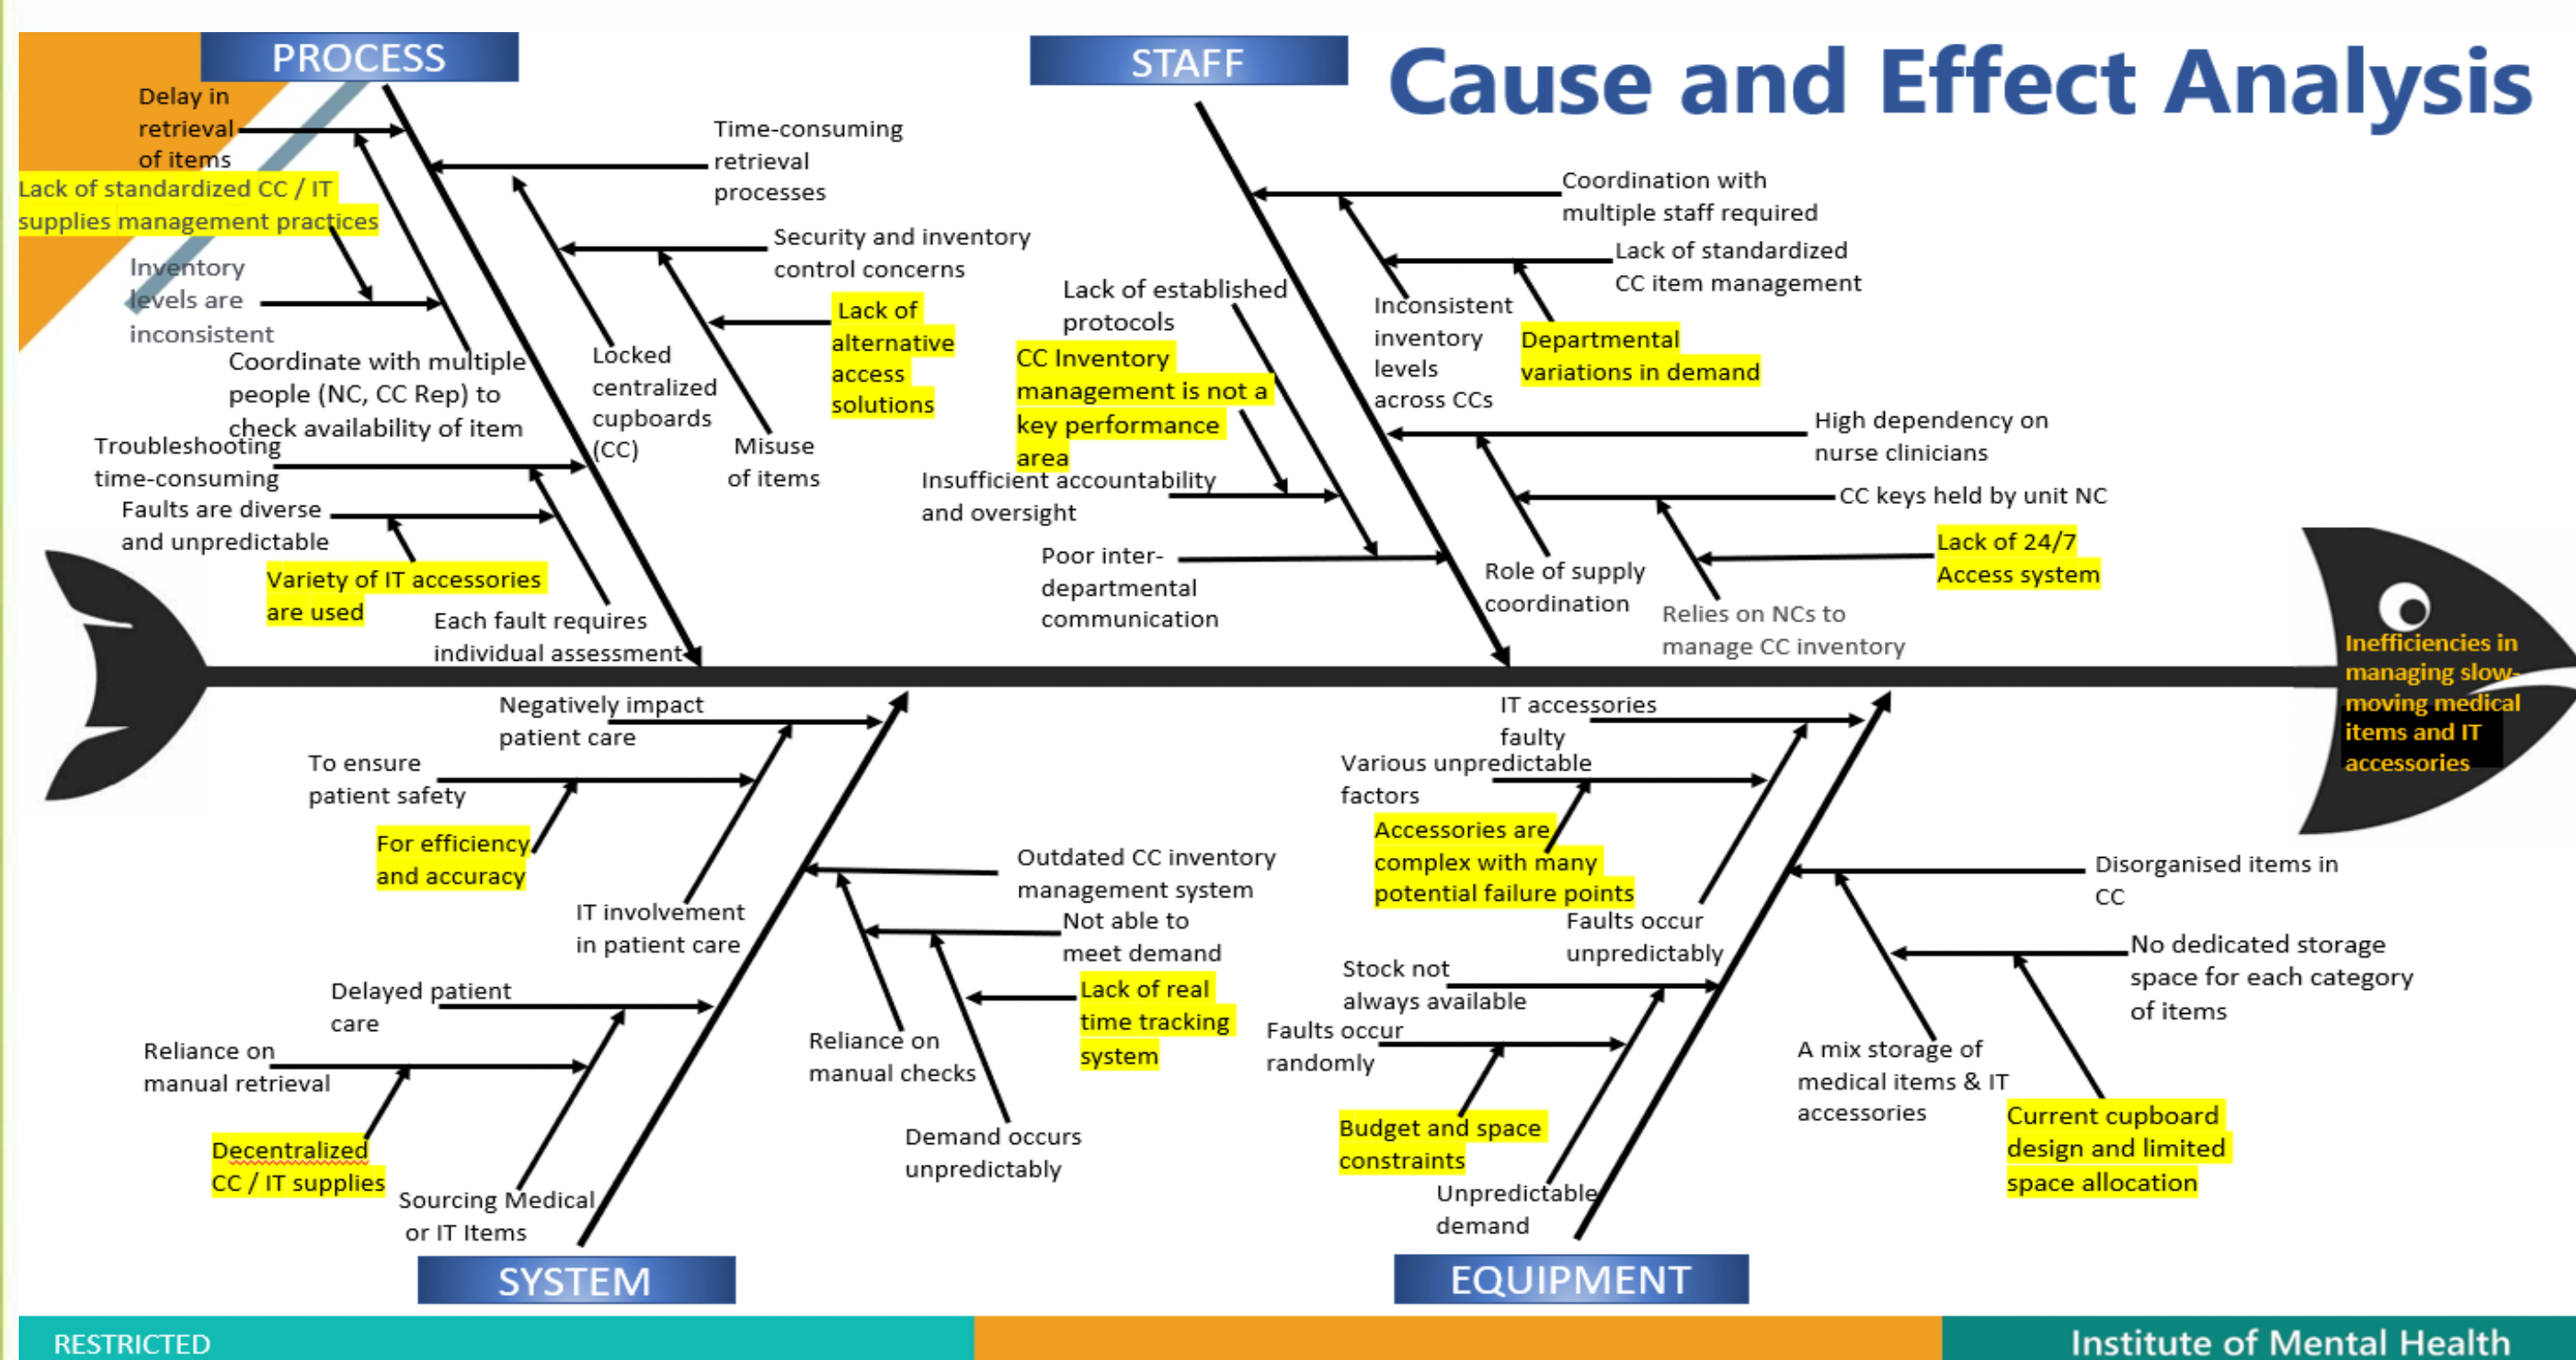 PROCESS
STAFF
Cause and Effect Analysis
Delay in
retrieval
of items
Lack of standardized CC / IT
supplies management practices
Inventory
levels are
inconsistent
Coordinate with multiple
people (NC, CC Rep) to
check availability of item
Time-consuming
retrieval
processes
Security and inventory
control concerns
Lack of
alternative
access
solutions
Locked
centralized
cupboards
(CC)
Misuse
of items
Troubleshooting
time-consuming
Faults are diverse
and unpredictable
Variety of IT accessories
are used
Each fault requires
individual assessment
Coordination with
multiple staff required
Lack of standardized
CC item management
Inconsistent
inventory
levels
across CCs
Departmental
variations in demand
Lack of established
protocols
CC Inventory
management is not a
key performance
area
Insufficient accountability
and oversight
Poor inter-
departmental
communication
High dependency on
nurse clinicians
CC keys held by unit NC
Lack of 24/7
Access system
Role of supply
coordination
Relies on NCs to
manage CC inventory
Inefficiencies in
managing slow-
moving medical
items and IT
accessories
Negatively impact
patient care
To ensure
patient safety
For efficiency
and accuracy
IT involvement
in patient care
Outdated CC inventory
management system
Not able to
meet demand
Lack of real
time tracking
system
Reliance on
manual checks
Demand occurs
unpredictably
Delayed patient
care
Reliance on
manual retrieval
Decentralized
CC / IT supplies
Sourcing Medical
or IT Items
IT accessories
faulty
Various unpredictable
factors
Accessories are
complex with many
potential failure points
Faults occur
unpredictably
Stock not
always available
Faults occur
randomly
Budget and space
constraints
Unpredictable
demand
Disorganised items in
CC
No dedicated storage
space for each category
of items
A mix storage of
medical items & IT
accessories
Current cupboard
design and limited
space allocation
SYSTEM
EQUIPMENT
RESTRICTED
Institute of Mental Health